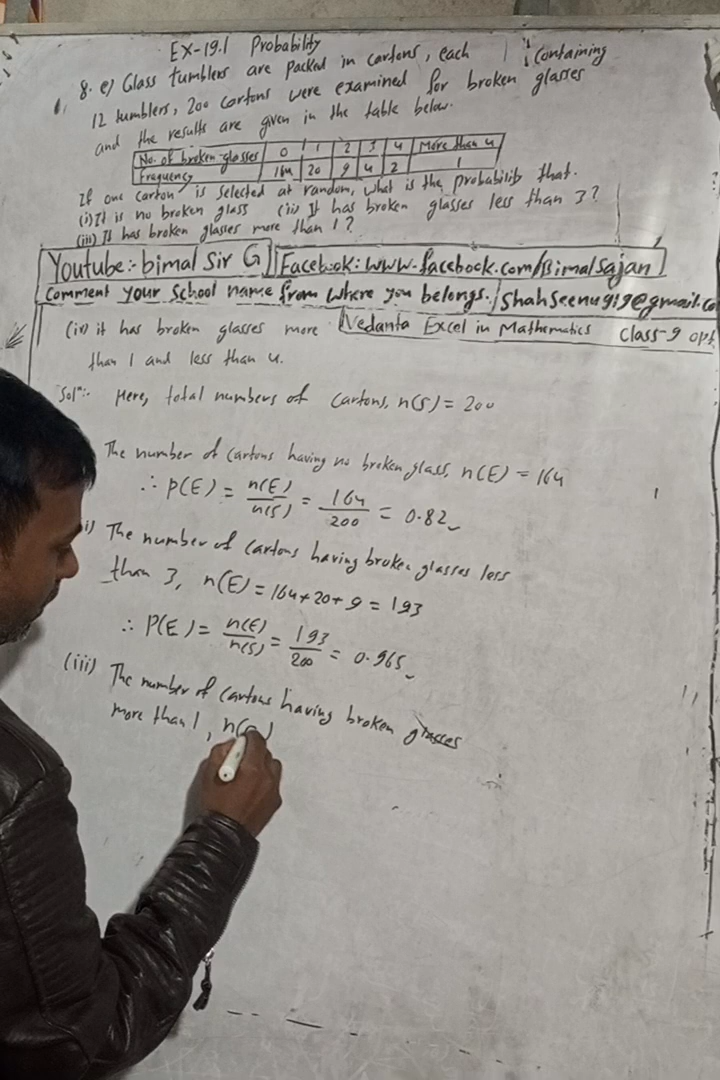 EX-19.1 Probability
8. e) Glass tumblers are packed in cartons, each containing
12 tumblers, 200 cartons were examined for broken glasses
and the results are given in the table below.
No. of broken glasses 0 1 2 3 4 More than 4
Frequency 164 20 9 4 2 1
If one carton is selected at random, what is the probability that.
(i) It is no broken glass (ii) It has broken glasses less than 3?
(iii) It has broken glasses more than 1?
Youtube:- bimal Sir G Facebook: www.facebook.com/BimalSajan
Comment your School name from where you belongs. / Shahseenu919@gmail.co
(iv) it has broken glasses more Vedanta Excel in Mathematics Class-9 opt
than 1 and less than 4.
Solⁿ:- Here, total numbers of cartons, n(S) = 200
The number of cartons having no broken glass, n(E) = 164
∴ P(E) = n(E)/n(S) = 164/200 = 0.82
i) The number of cartons having broken glasses less
than 3, n(E) = 164+20+9 = 193
∴ P(E) = n(E)/n(S) = 193/200 = 0.965
(iii) The number of cartons having broken glasses
more than 1, n(